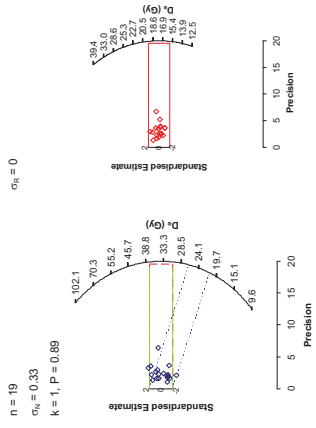 n = 19
σN = 0.33
k = 1, P = 0.89
De (Gy)
102.1
70.3
55.2
45.7
38.8
33.3
28.5
24.1
19.7
15.1
9.6
Standardised Estimate
2
0
-2
0 5 10 15 20
Precision
σR = 0
De (Gy)
39.4
33.0
28.6
25.3
22.7
20.5
18.6
16.9
15.4
13.9
12.5
Standardised Estimate
2
0
-2
0 5 10 15 20
Precision